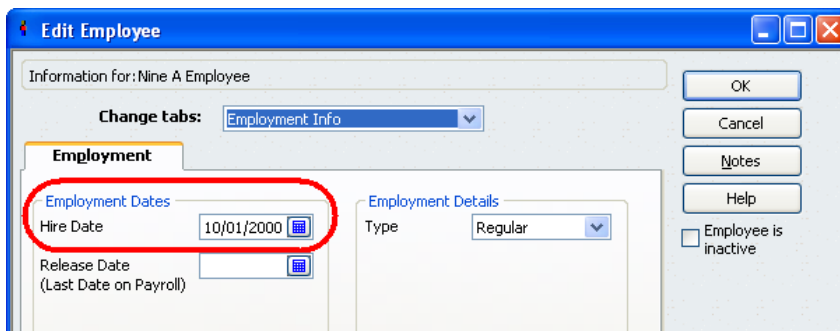 Edit Employee
Information for: Nine A Employee
OK
Change tabs: Employment Info
Cancel
Employment
Notes
Employment Dates
Employment Details
Help
Hire Date 10/01/2000
Type Regular
Employee is
inactive
Release Date
(Last Date on Payroll)